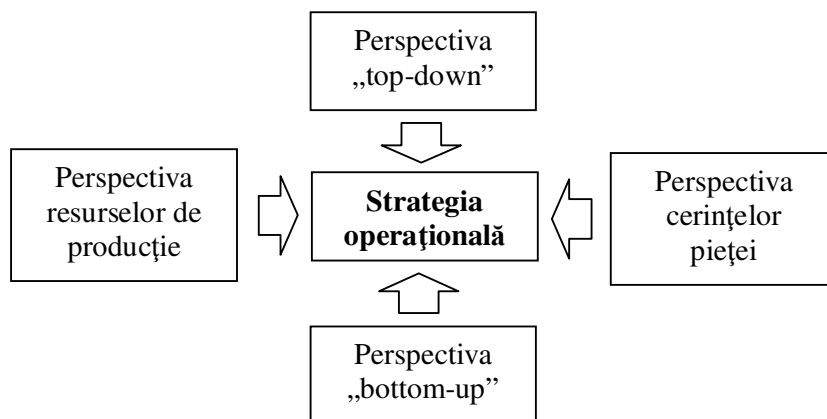 Perspectiva
„top-down”
Perspectiva
resurselor de
producţie
Strategia
operaţională
Perspectiva
cerinţelor
pieţei
Perspectiva
„bottom-up”